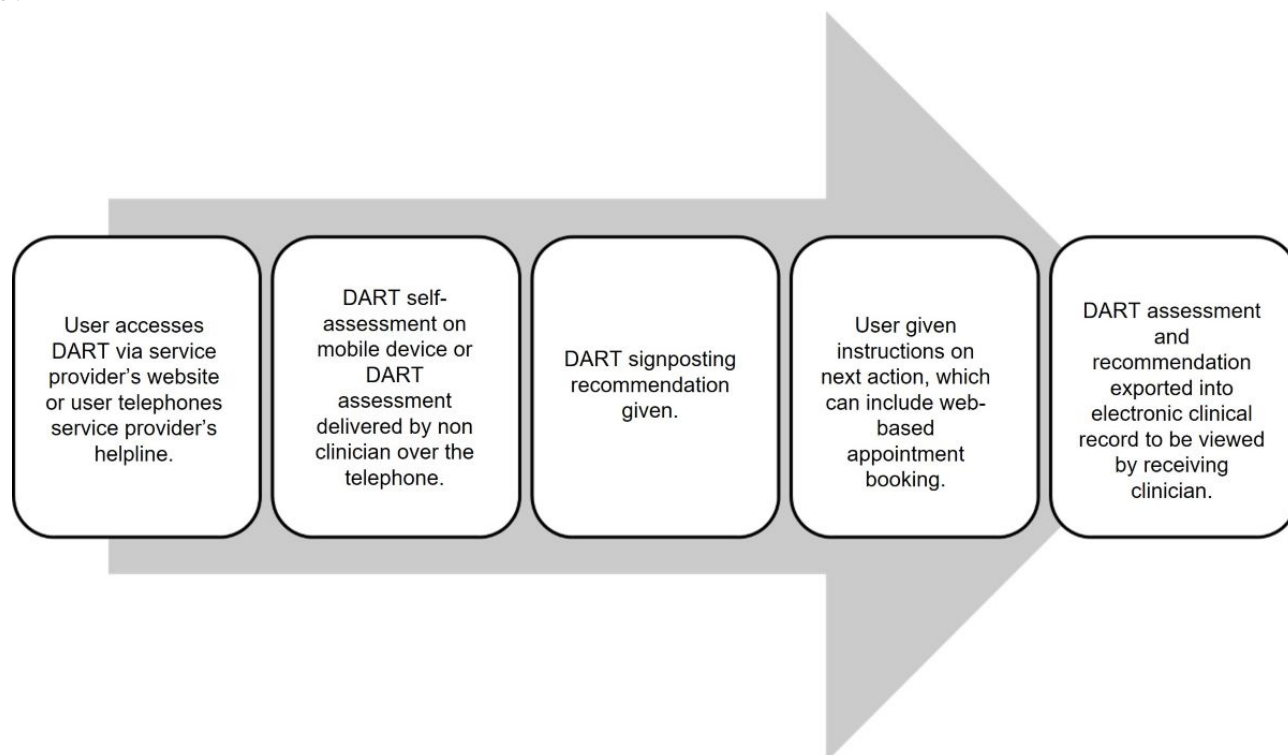 User accesses
DART via service
provider’s website
or user telephones
service provider’s
helpline.
DART self-
assessment on
mobile device or
DART
assessment
delivered by non
clinician over the
telephone.
DART signposting
recommendation
given.
User given
instructions on
next action, which
can include web-
based
appointment
booking.
DART assessment
and
recommendation
exported into
electronic clinical
record to be viewed
by receiving
clinician.